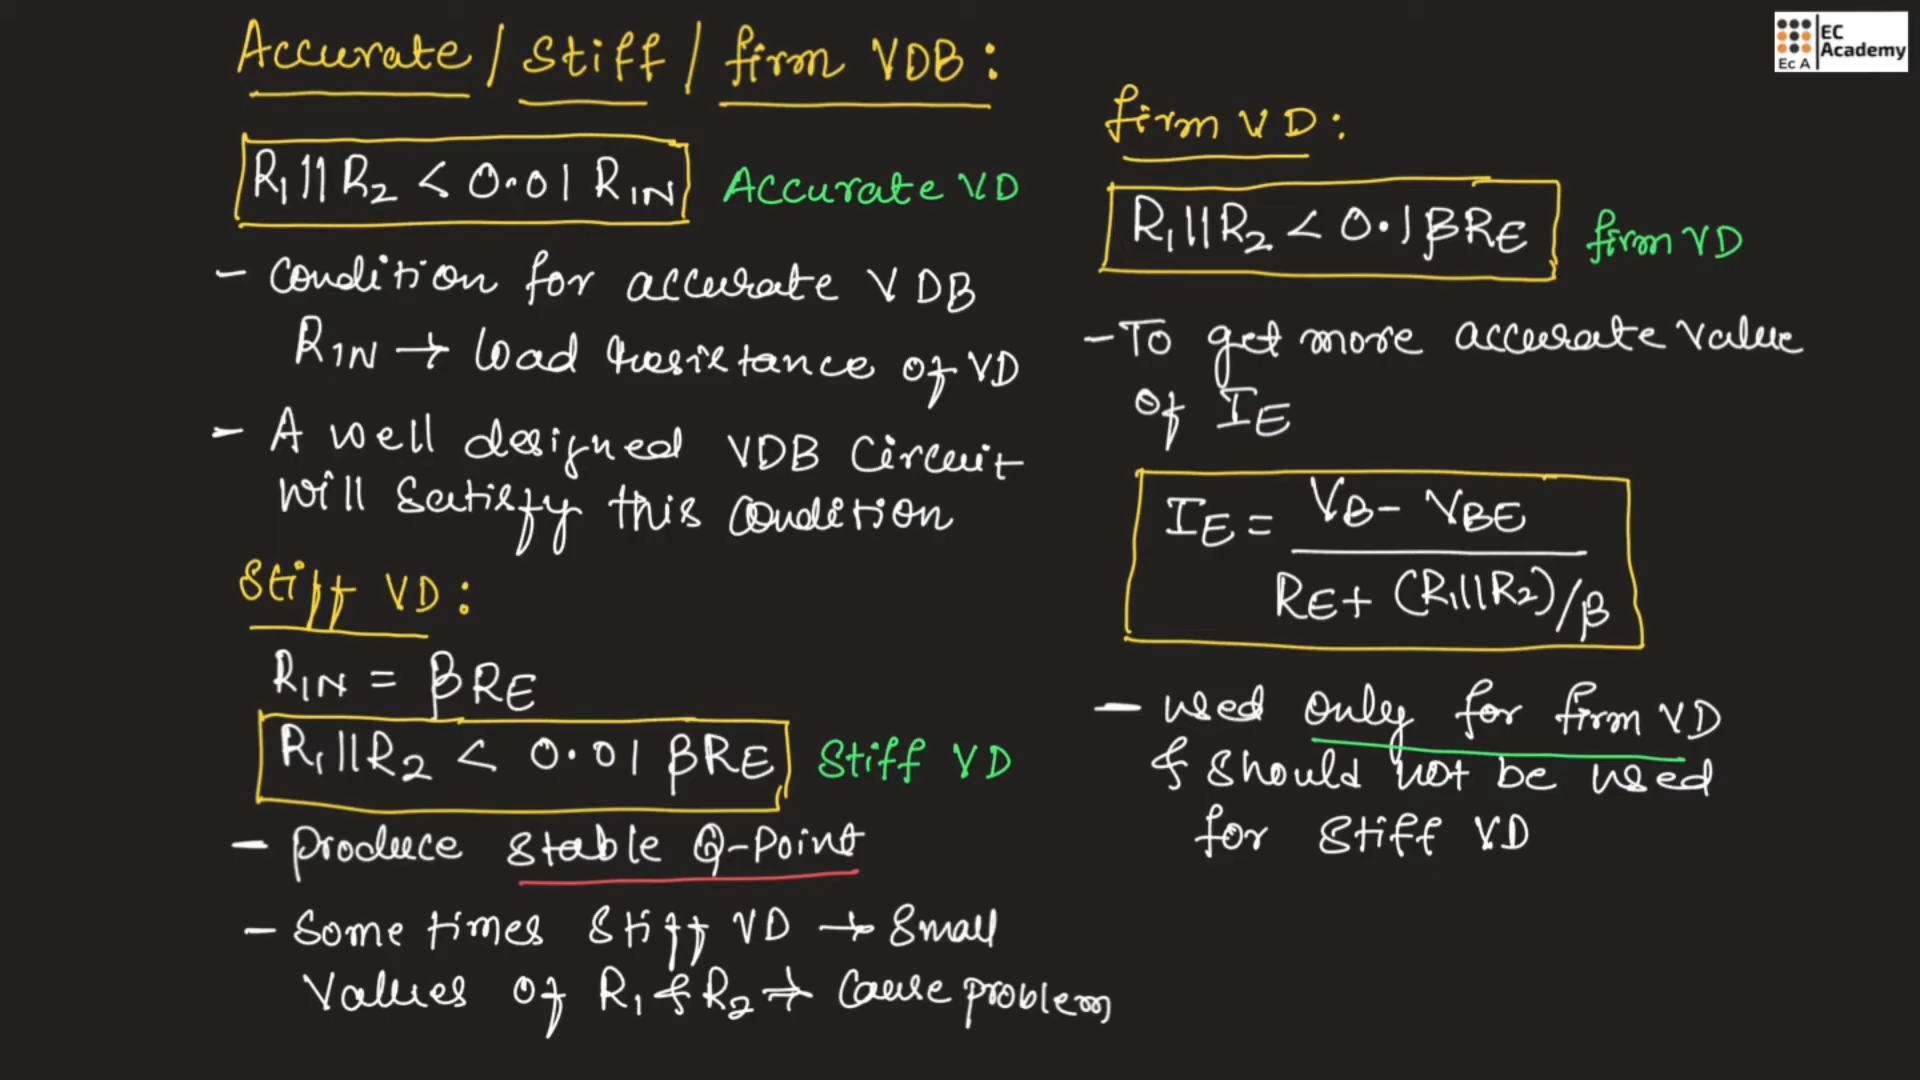 Accurate / Stiff / firm VDB :
R1 || R2 < 0.01 RIN Accurate VD
- Condition for accurate VDB
RIN → load resistance of VD
- A well designed VDB Circuit
will Satisfy this Condition
Stiff VD :
RIN = βRE
R1||R2 < 0.01 βRE Stiff VD
- produce stable Q-Point
- Some times Stiff VD → Small
Values of R1 & R2 → Cause problem
firm VD :
R1||R2 < 0.1 βRE firm VD
- To get more accurate value
of IE
IE = VB - VBE
RE + (R1||R2)/β
- used only for firm VD
& should not be used
for Stiff VD
EC
Academy
Ec A